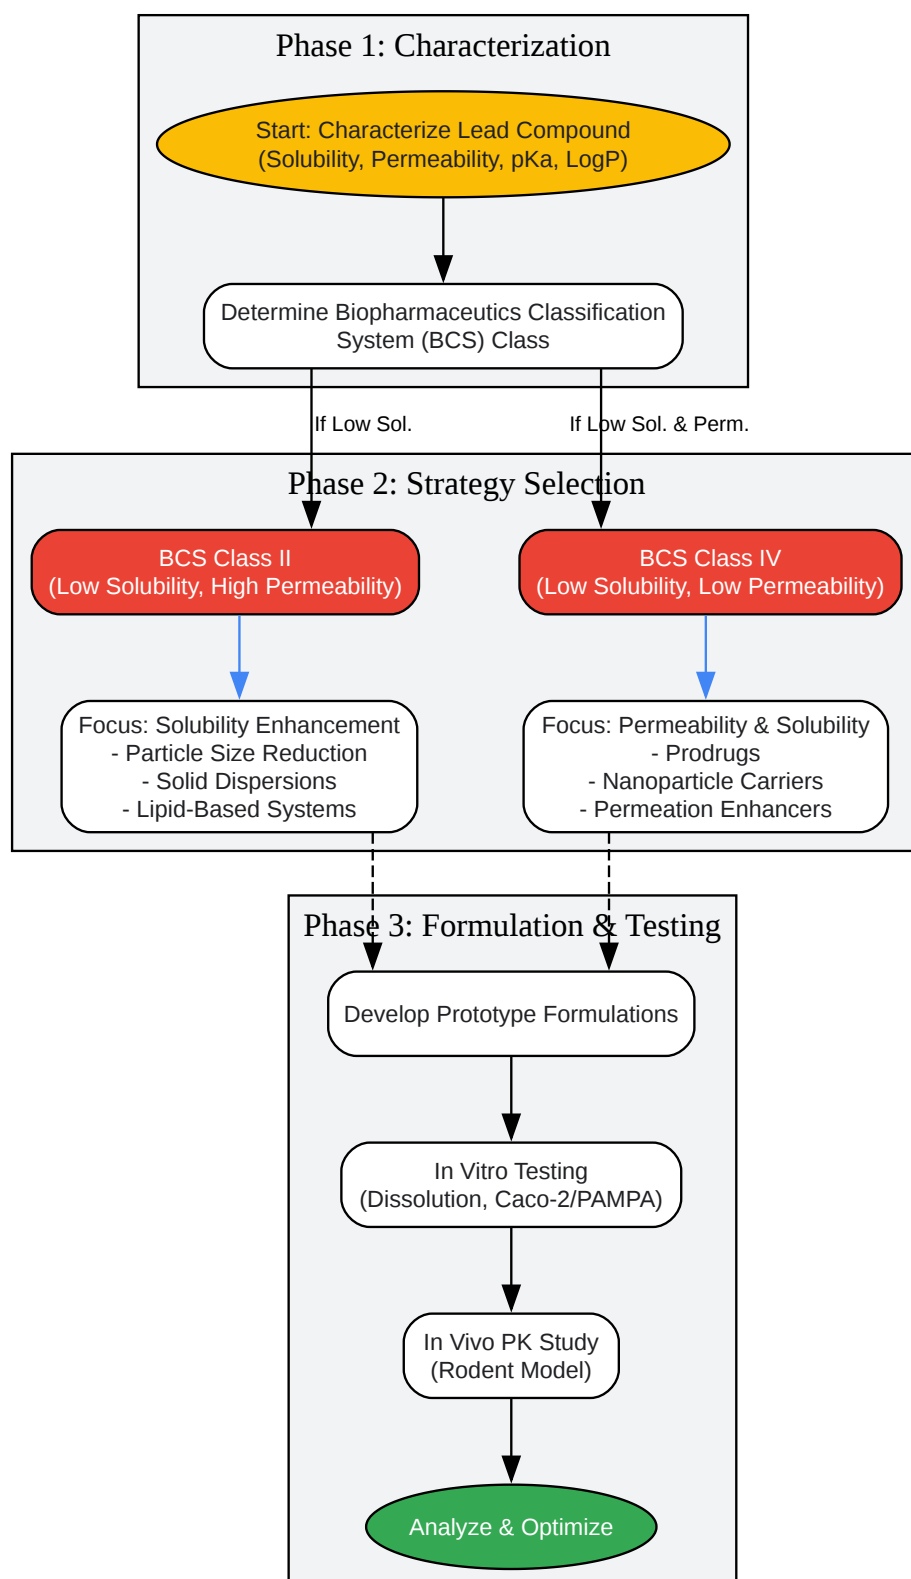 Phase 1: Characterization
Start: Characterize Lead Compound
(Solubility, Permeability, pKa, LogP)
Determine Biopharmaceutics Classification
System (BCS) Class
If Low Sol.
If Low Sol. & Perm.
Phase 2: Strategy Selection
BCS Class II
(Low Solubility, High Permeability)
BCS Class IV
(Low Solubility, Low Permeability)
Focus: Solubility Enhancement
- Particle Size Reduction
- Solid Dispersions
- Lipid-Based Systems
Focus: Permeability & Solubility
- Prodrugs
- Nanoparticle Carriers
- Permeation Enhancers
Phase 3: Formulation & Testing
Develop Prototype Formulations
In Vitro Testing
(Dissolution, Caco-2/PAMPA)
In Vivo PK Study
(Rodent Model)
Analyze & Optimize